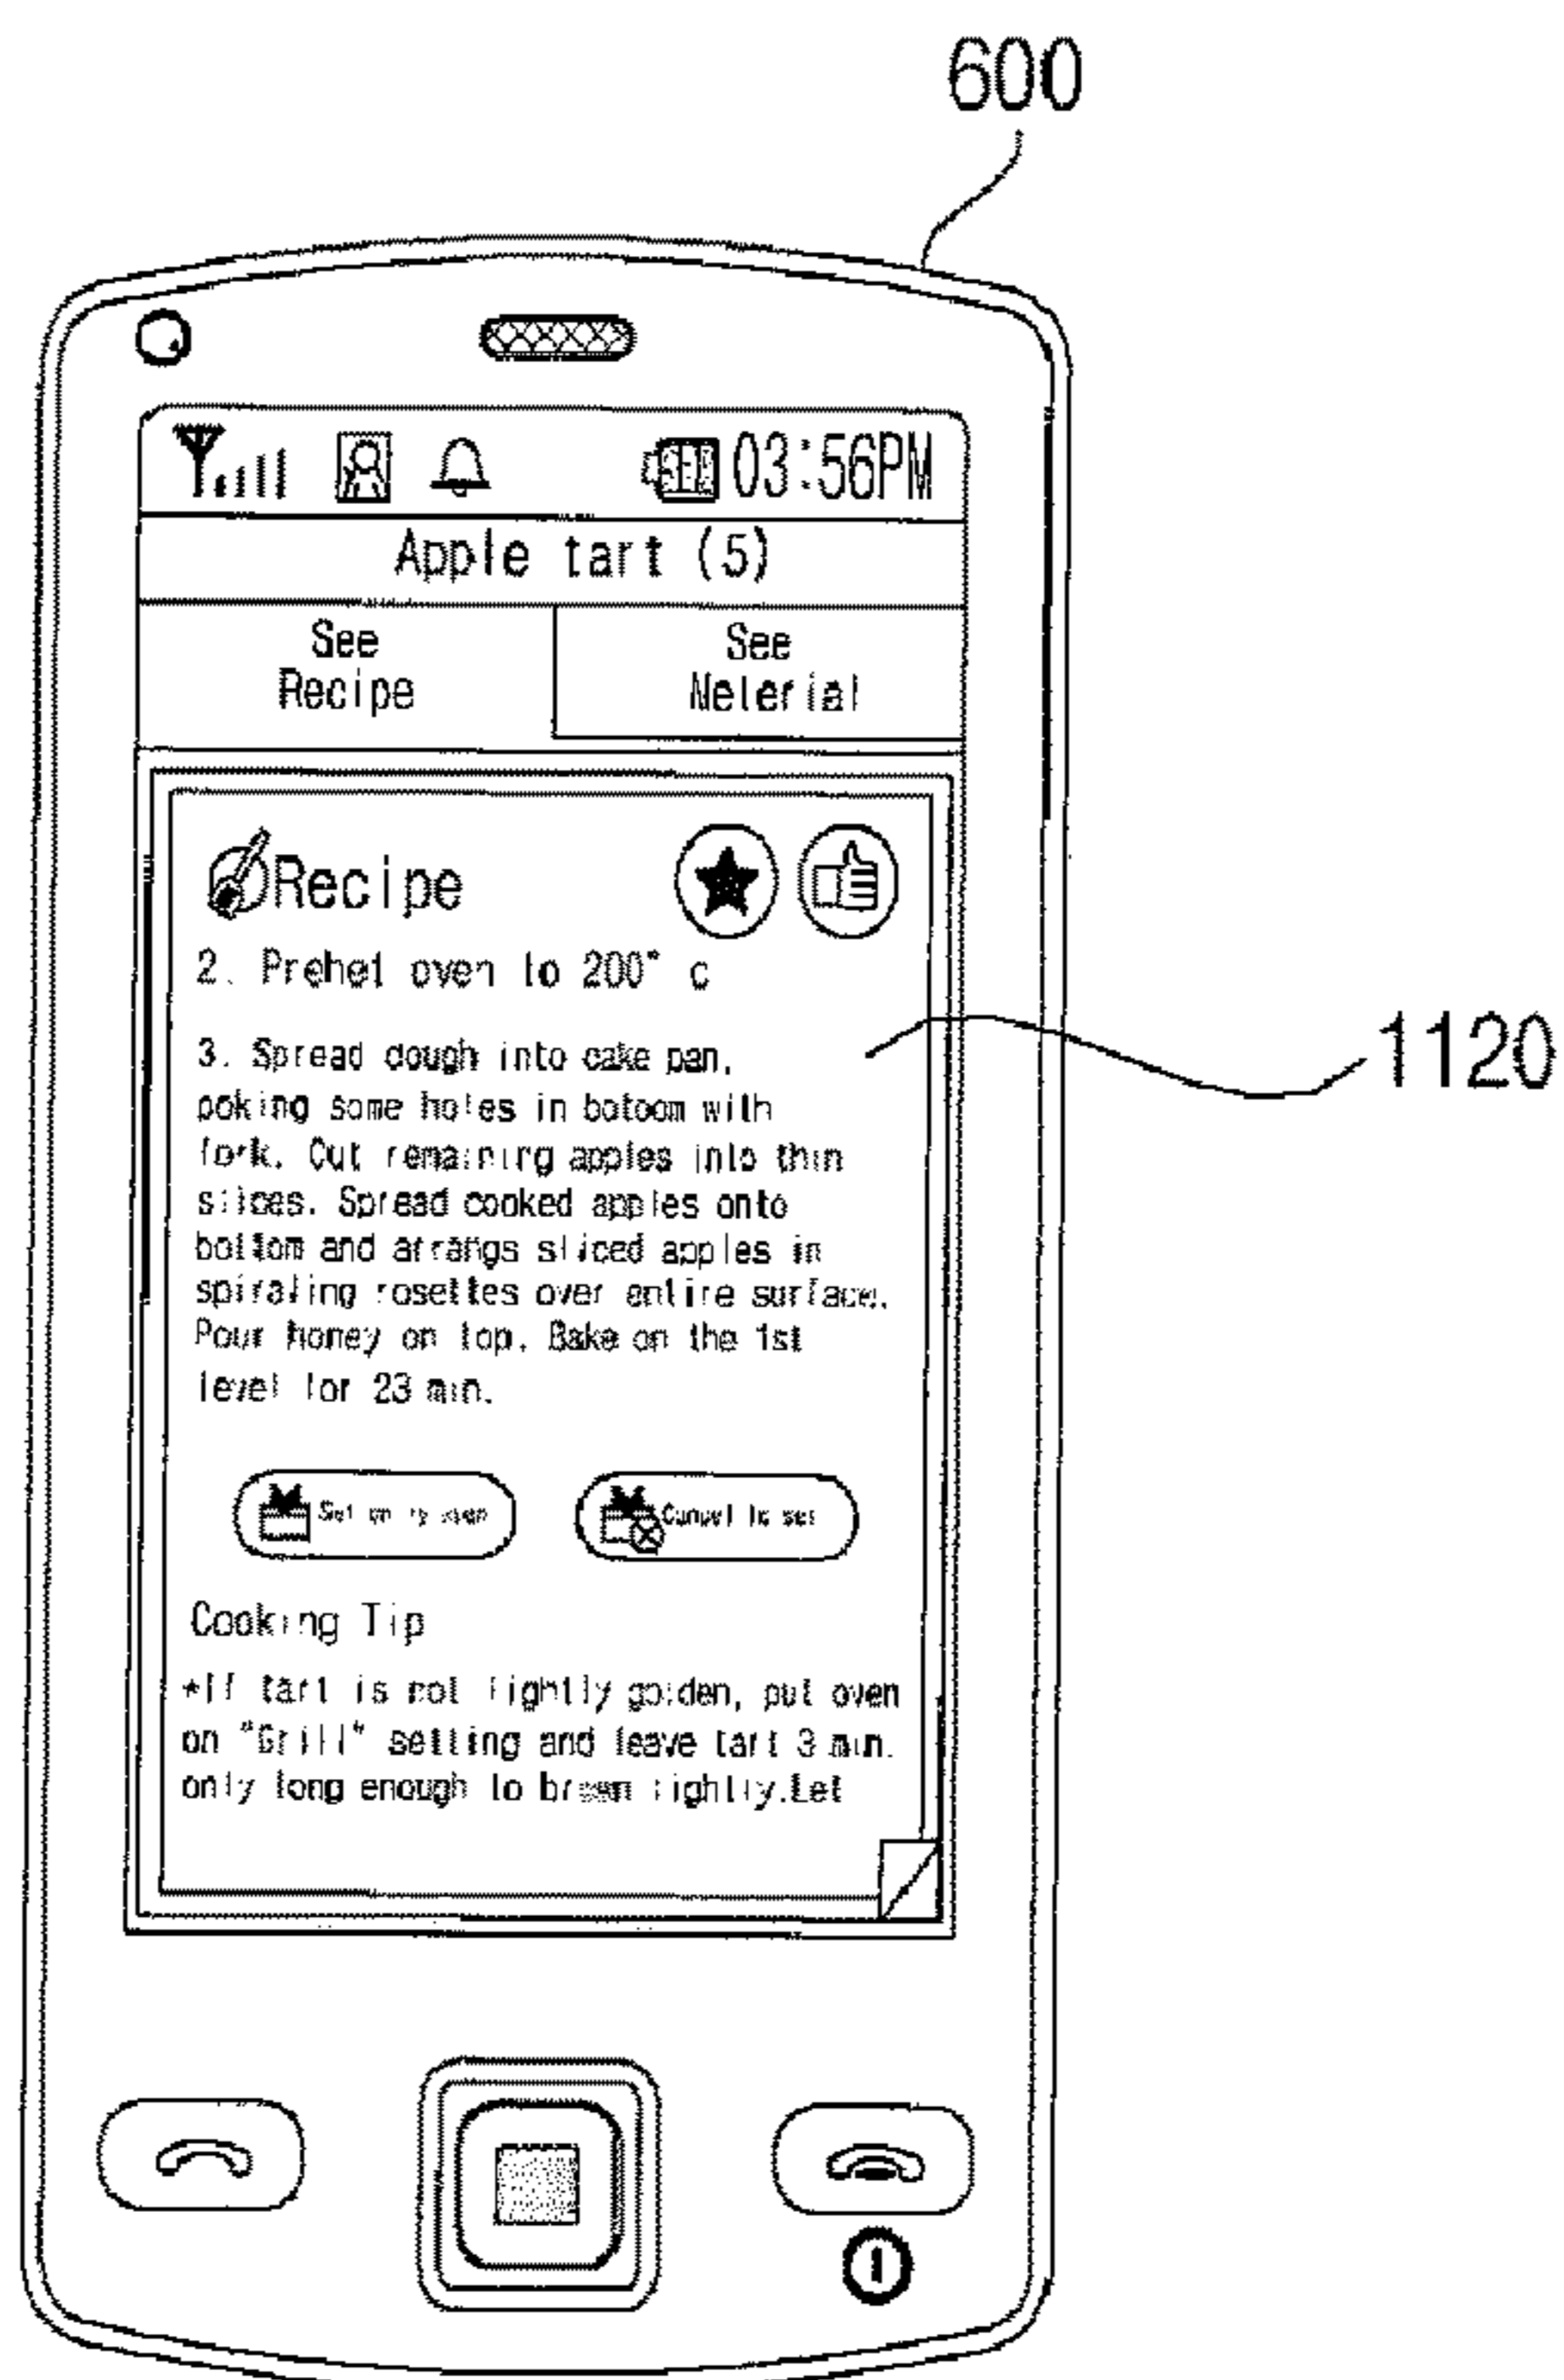 600
03:56PM
Apple tart (5)
See
Recipe
See
Neterial
Recipe
2. Prehet oven to 200° c
1120
3. Spread dough into cake pan,
poking some holes in botoom with
fork. Cut remaining apples into thin
slices. Spread cooked apples onto
bottom and arrangs sliced apples in
spiraling rosettes over entire surface.
Pour honey on top. Bake on the 1st
level for 23 min.
Set on my oven
Cancel to set
Cooking Tip
*If tart is not lightly golden, put oven
on "Grill" setting and leave tart 3 min.
only long enough to brown lightly.Let